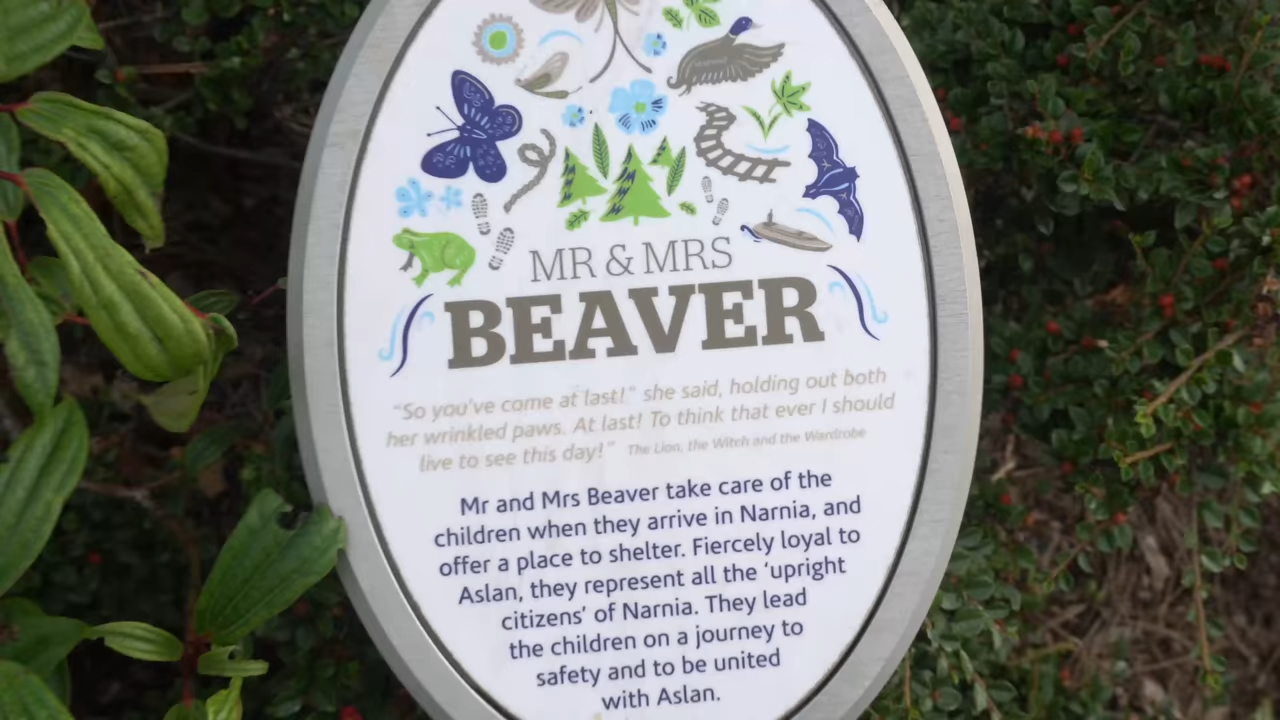 MR & MRS
BEAVER
"So you've come at last!" she said, holding out both
her wrinkled paws. At last! To think that ever I should
live to see this day!" The Lion, the Witch and the Wardrobe
Mr and Mrs Beaver take care of the
children when they arrive in Narnia, and
offer a place to shelter. Fiercely loyal to
Aslan, they represent all the 'upright
citizens' of Narnia. They lead
the children on a journey to
safety and to be united
with Aslan.